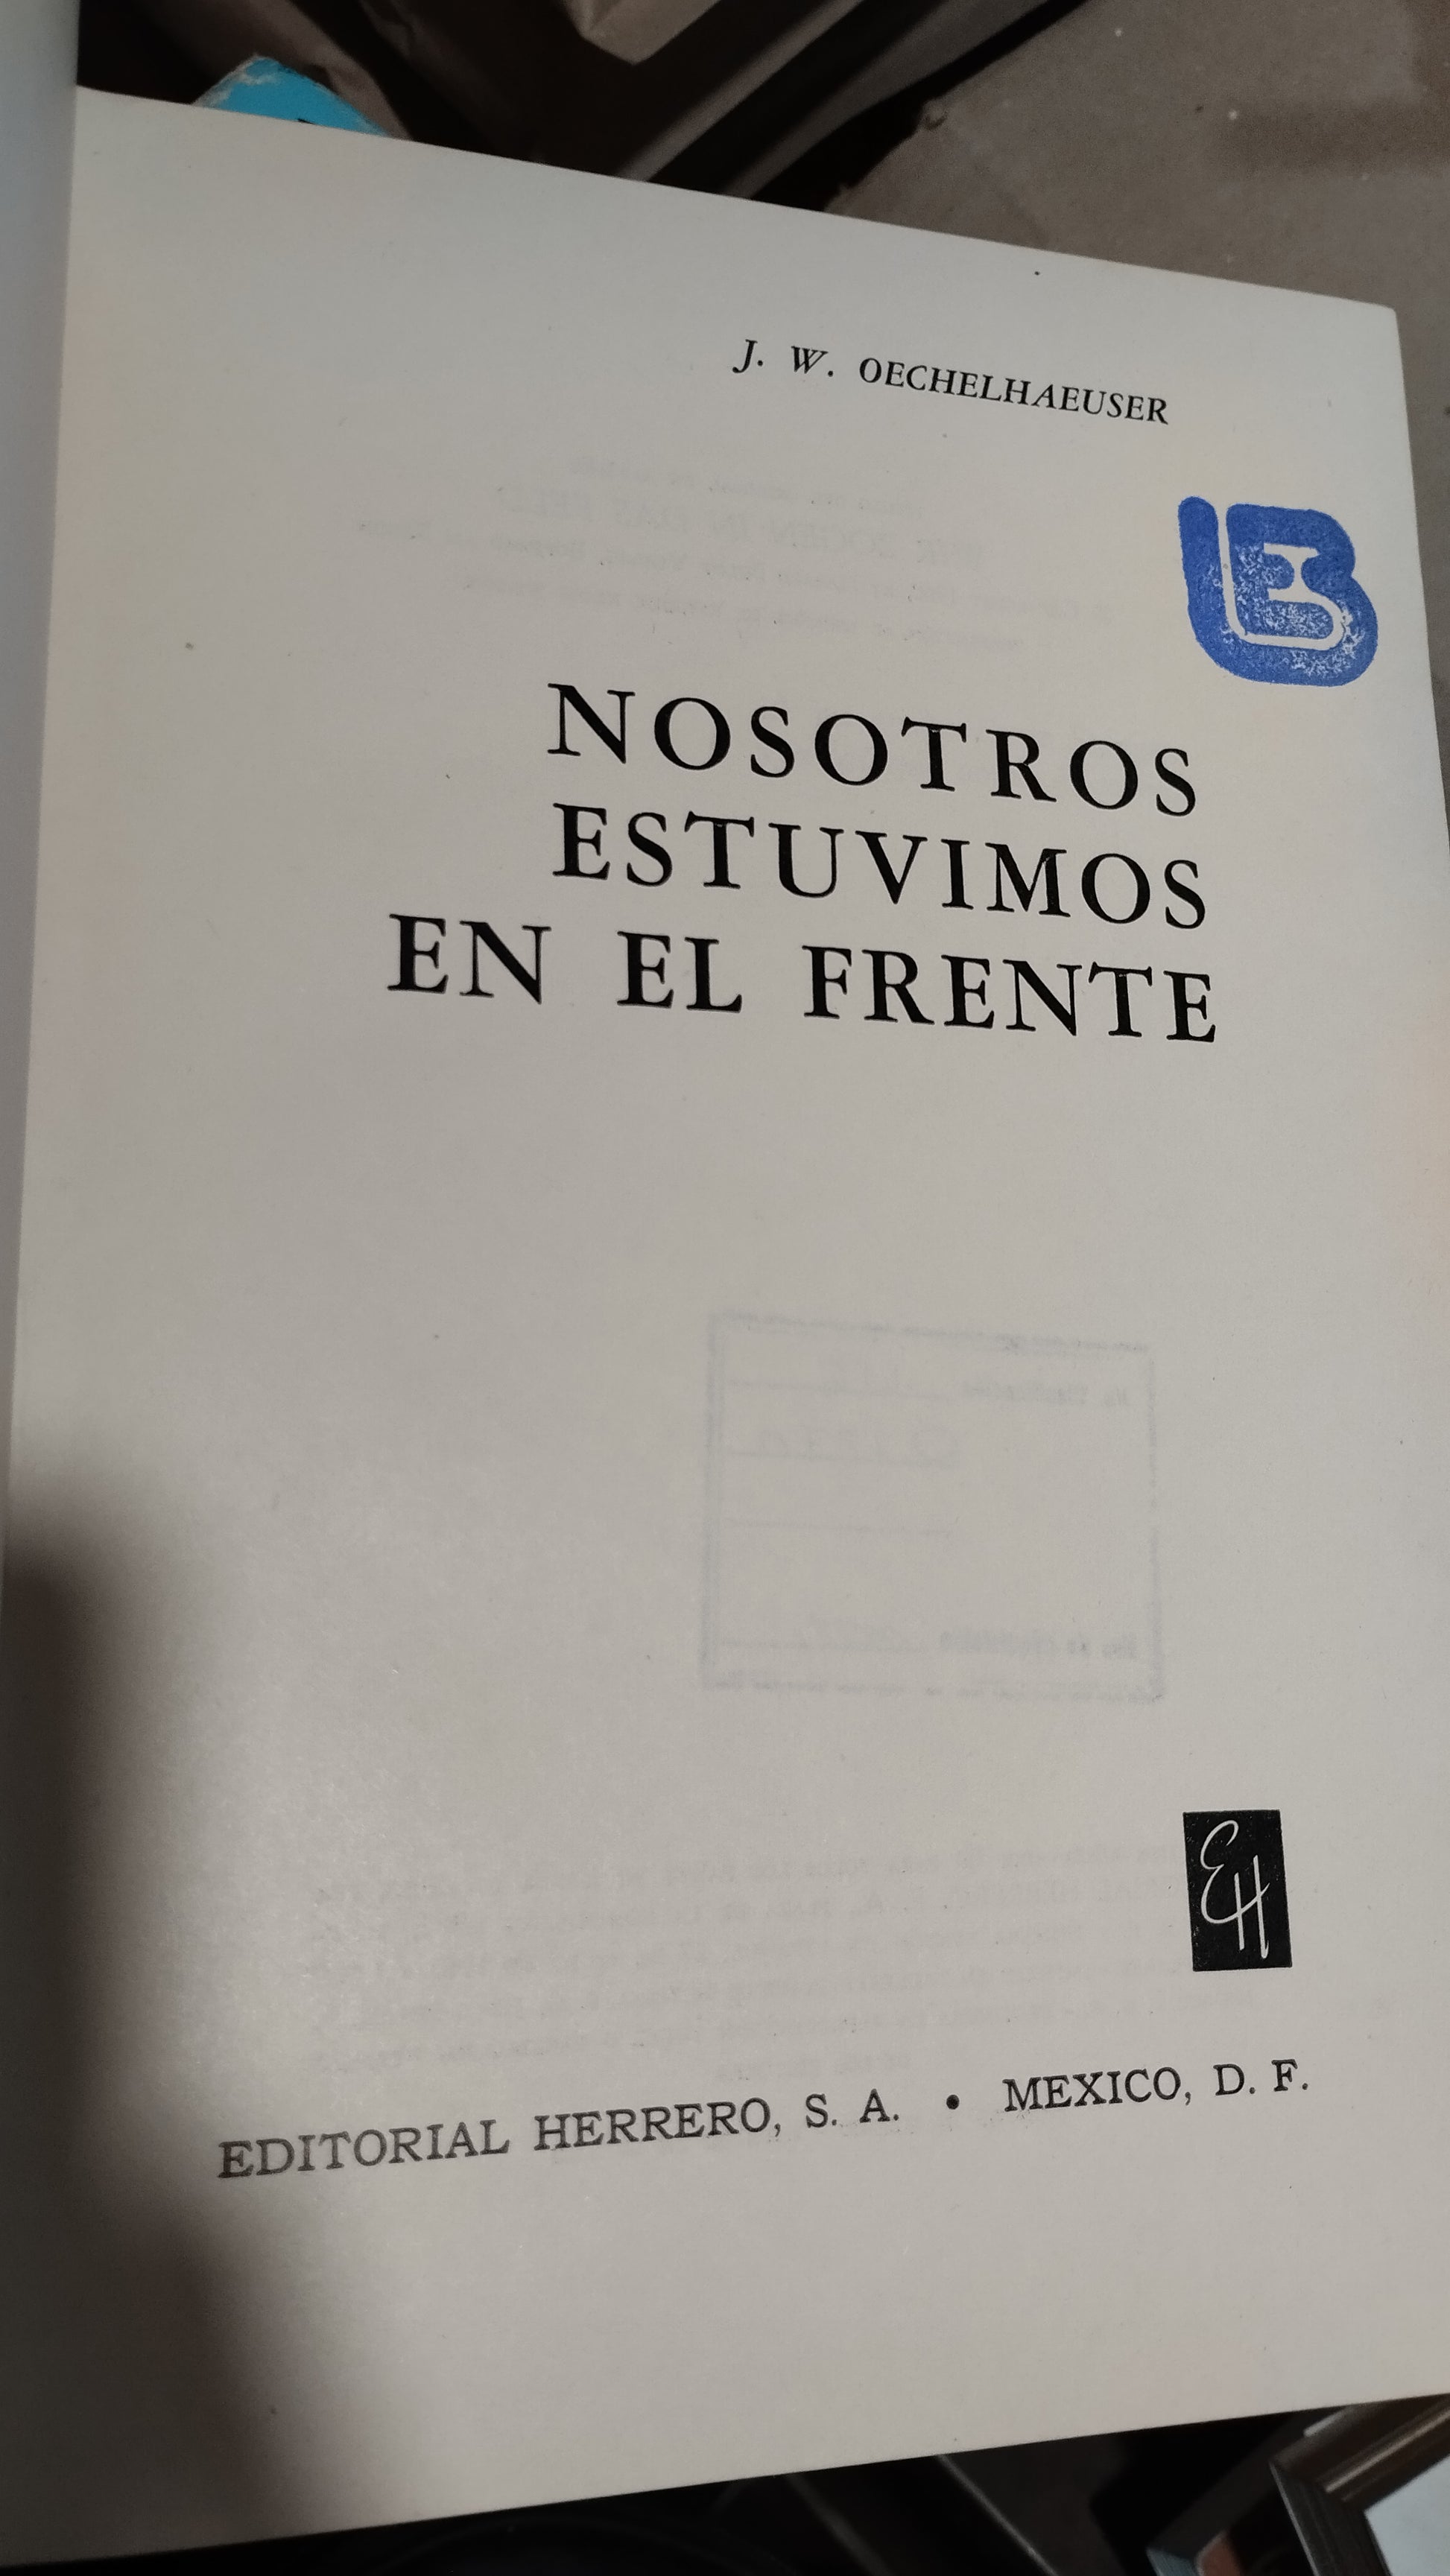 J. W. OECHELHAEUSER
NOSOTROS
ESTUVIMOS
EN EL FRENTE
EH
EDITORIAL HERRERO, S. A. • MEXICO, D. F.